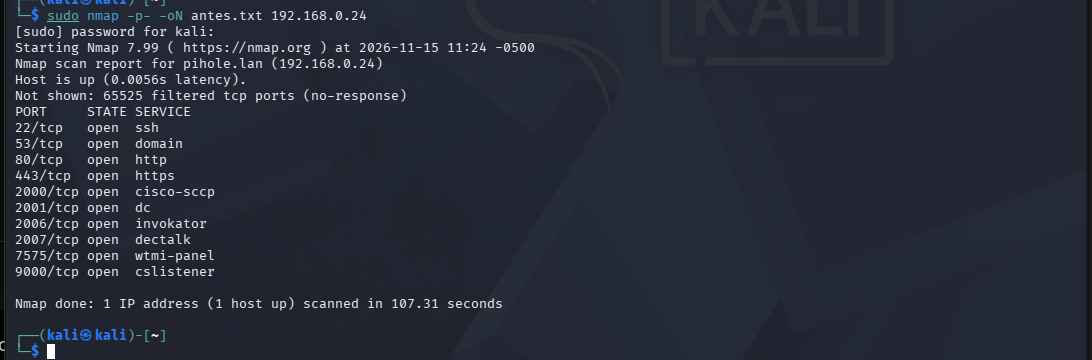 ┌──(kali㉿kali)-[~]
└─$ sudo nmap -p- -oN antes.txt 192.168.0.24
[sudo] password for kali:
Starting Nmap 7.99 ( https://nmap.org ) at 2026-11-15 11:24 -0500
Nmap scan report for pihole.lan (192.168.0.24)
Host is up (0.0056s latency).
Not shown: 65525 filtered tcp ports (no-response)
PORT     STATE SERVICE
22/tcp   open  ssh
53/tcp   open  domain
80/tcp   open  http
443/tcp  open  https
2000/tcp open  cisco-sccp
2001/tcp open  dc
2006/tcp open  invokator
2007/tcp open  dectalk
7575/tcp open  wtmi-panel
9000/tcp open  cslistener
Nmap done: 1 IP address (1 host up) scanned in 107.31 seconds
┌──(kali㉿kali)-[~]
└─$
KALI